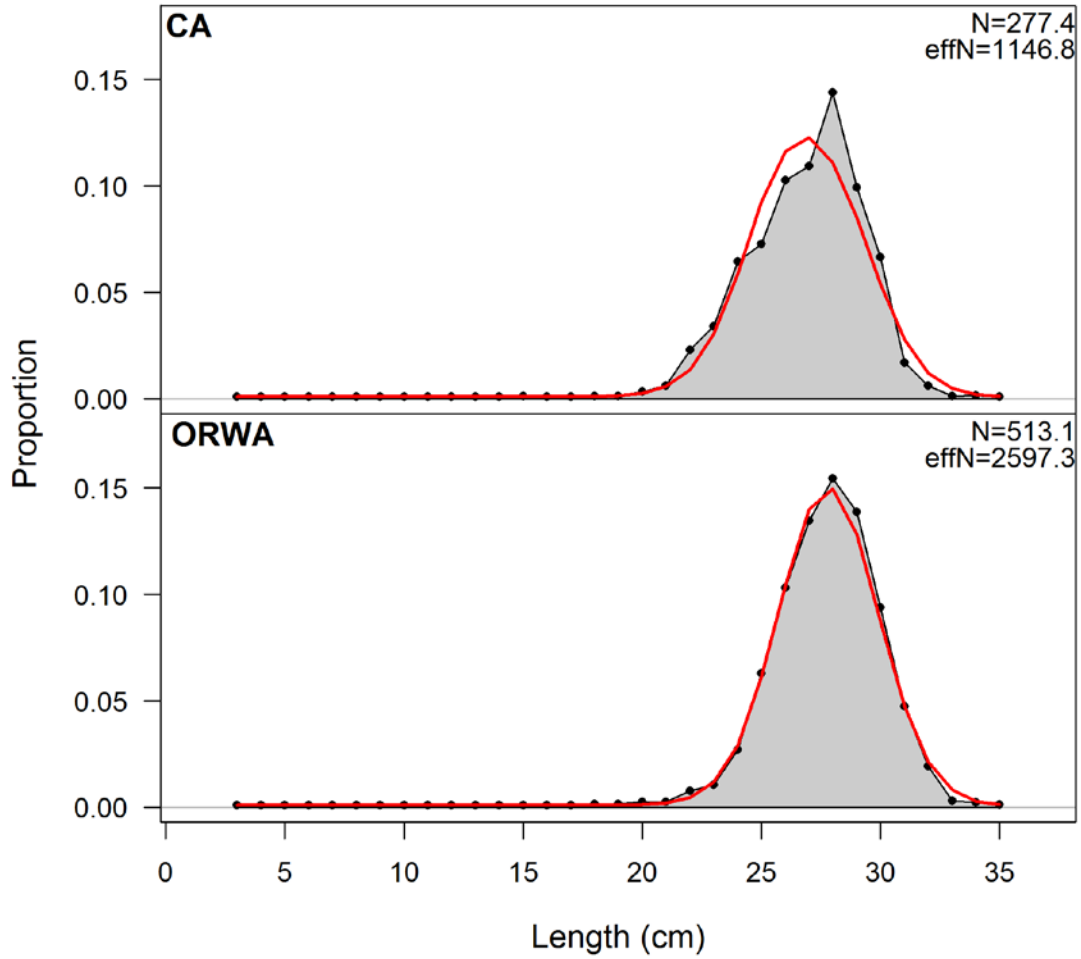 CA
N=277.4
effN=1146.8
0.15
0.10
0.05
0.00
ORWA
N=513.1
effN=2597.3
0.15
0.10
0.05
0.00
Proportion
0 5 10 15 20 25 30 35
Length (cm)